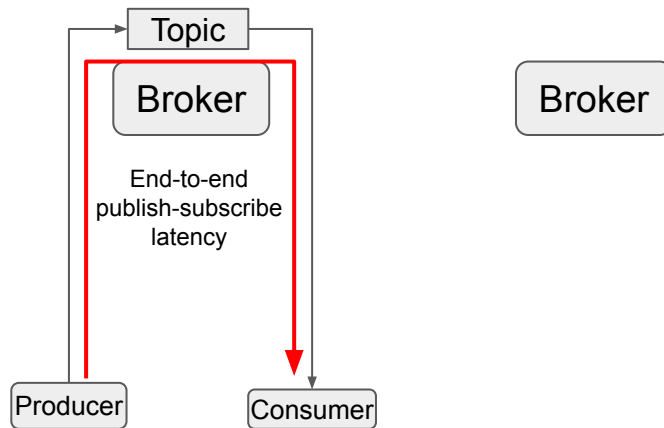 Topic
Broker
Broker
End-to-end
publish-subscribe
latency
Producer
Consumer